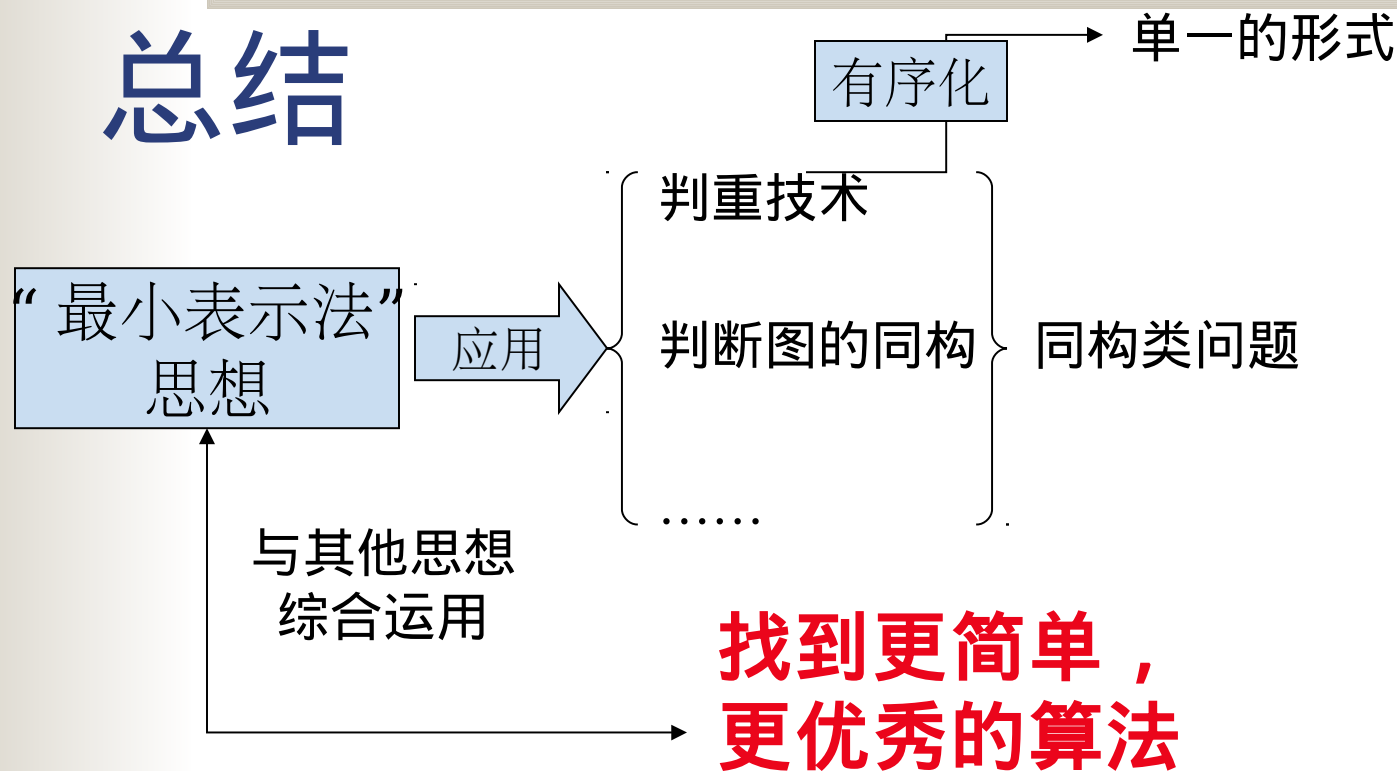 总结
单一的形式
有序化
判重技术
“ 最小表示法”
思想
应用
判断图的同构
同构类问题
……
与其他思想
综合运用
找到更简单，
更优秀的算法